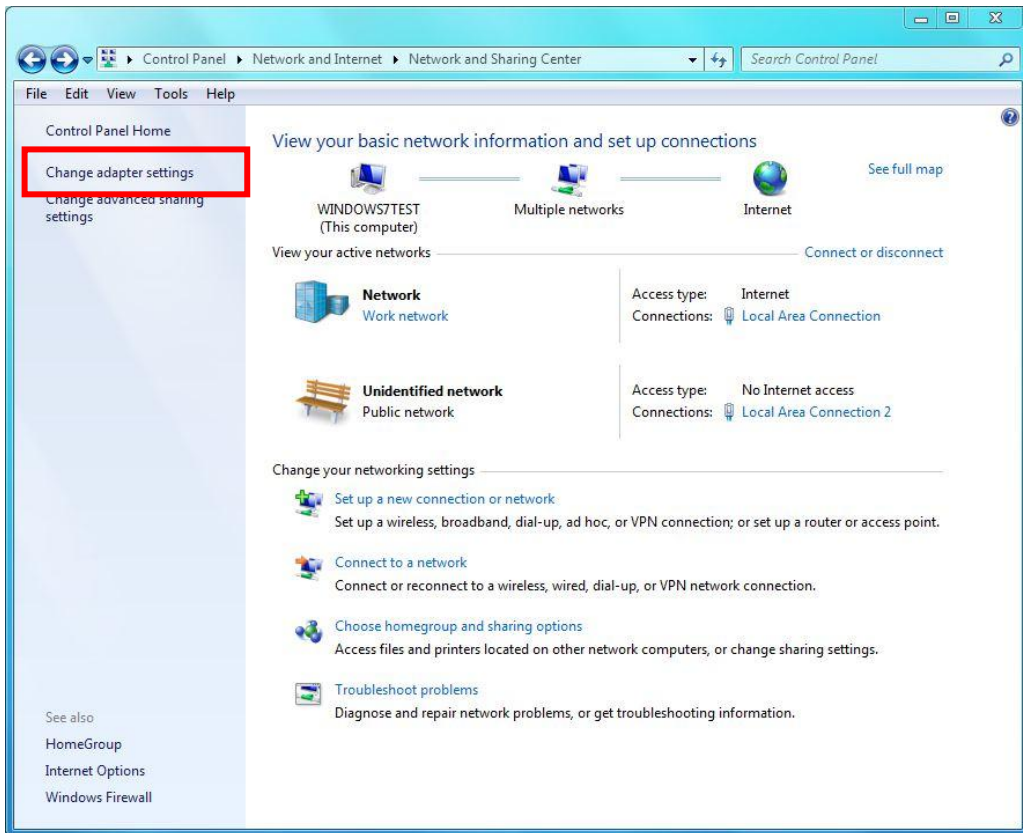 Control Panel Network and Internet Network and Sharing Center Search Control Panel
File Edit View Tools Help
Control Panel Home
Change adapter settings
Change advanced sharing
settings
View your basic network information and set up connections
See full map
WINDOWS7TEST
(This computer)
Multiple networks
Internet
View your active networks
Connect or disconnect
Network
Work network
Access type: Internet
Connections: Local Area Connection
Unidentified network
Public network
Access type: No Internet access
Connections: Local Area Connection 2
Change your networking settings
Set up a new connection or network
Set up a wireless, broadband, dial-up, ad hoc, or VPN connection; or set up a router or access point.
Connect to a network
Connect or reconnect to a wireless, wired, dial-up, or VPN network connection.
Choose homegroup and sharing options
Access files and printers located on other network computers, or change sharing settings.
Troubleshoot problems
Diagnose and repair network problems, or get troubleshooting information.
See also
HomeGroup
Internet Options
Windows Firewall